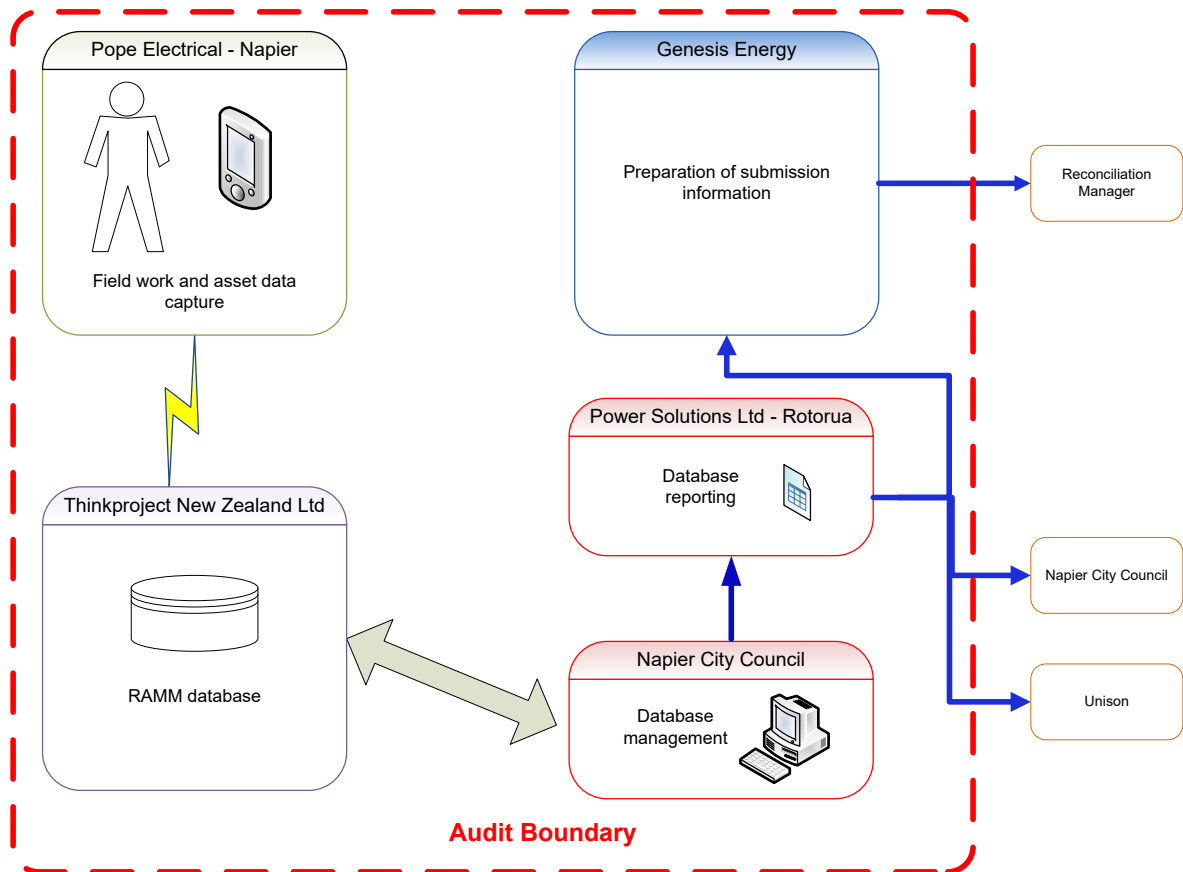 Pope Electrical - Napier
Field work and asset data
capture
Genesis Energy
Preparation of submission
information
Reconciliation
Manager
Power Solutions Ltd - Rotorua
Database
reporting
Thinkproject New Zealand Ltd
RAMM database
Napier City Council
Database
management
Napier City Council
Unison
Audit Boundary